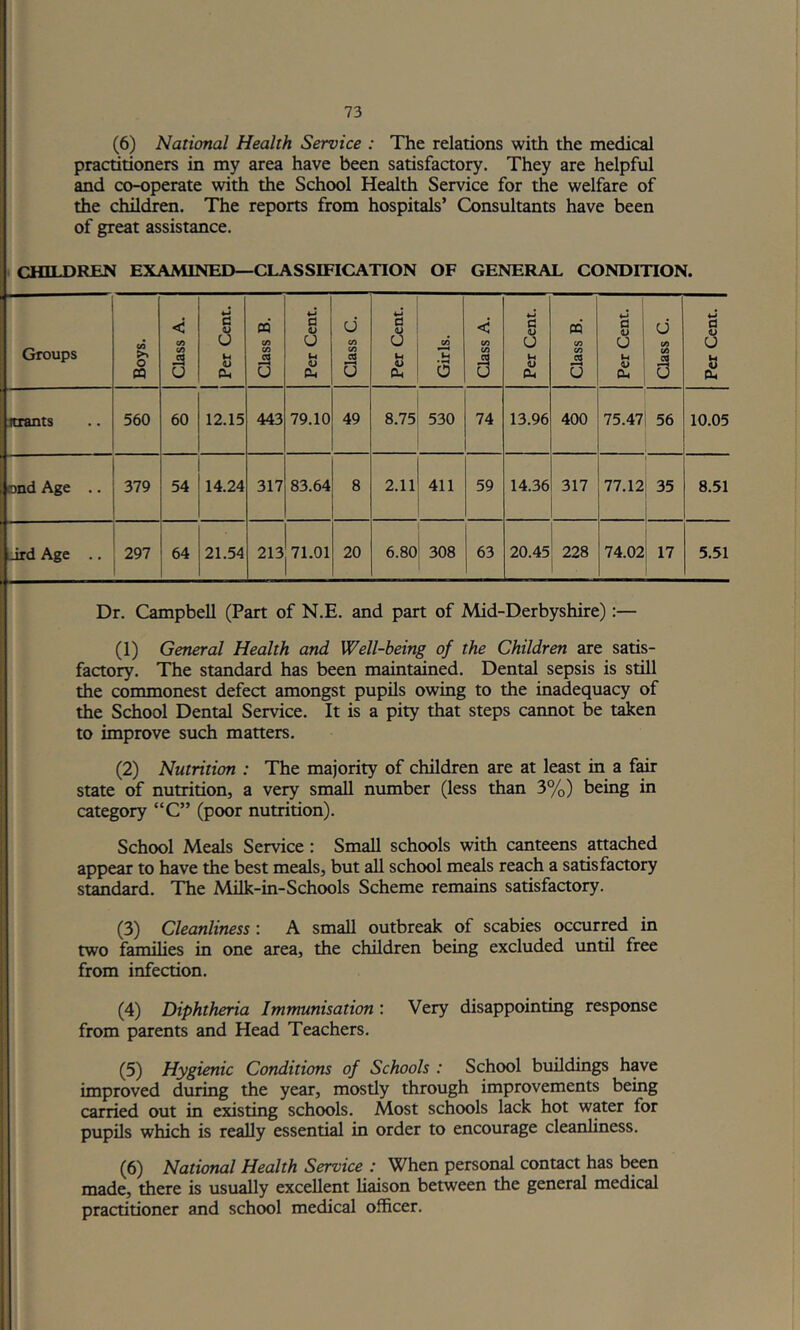 73
(6) National Health Service : The relations with the medical
practitioners in my area have been satisfactory. They are helpful
and co-operate with the School Health Service for the welfare of
the children. The reports from hospitals’ Consultants have been
of great assistance.
CHILDREN EXAMINED—CLASSIFICATION OF GENERAL CONDITION.
Groups Boys. Class A. Per Cent. Class B. Per Cent. Class C. Per Cent. Girls. Class A. Per Cent. Class B. Per Cent. Class C. Per Cent.
trants .. 560 60 12.15 443 79.10 49 8.75 530 74 13.96 400 75.47 56 10.05
ond Age .. 379 54 14.24 317 83.64 8 2.11 411 59 14.36 317 77.12 35 8.51
ird Age .. 297 64 21.54 213 71.01 20 6.80 308 63 20.45 228 74.02 17 5.51
Dr. Campbell (Part of N.E. and part of Mid-Derbyshire) :—
(1) General Health and Well-being of the Children are satis-
factory. The standard has been maintained. Dental sepsis is still
the commonest defect amongst pupils owing to the inadequacy of
the School Dental Service. It is a pity that steps cannot be taken
to improve such matters.
(2) Nutrition : The majority of children are at least in a fair
state of nutrition, a very small number (less than 3%) being in
category “C” (poor nutrition).
School Meals Service : Small schools with canteens attached
appear to have the best meals, but all school meals reach a satisfactory
standard. The Milk-in-Schools Scheme remains satisfactory.
(3) Cleanliness : A small outbreak of scabies occurred in
two families in one area, the children being excluded until free
from infection.
(4) Diphtheria Immunisation : Very disappointing response
from parents and Head Teachers.
(5) Hygienic Conditions of Schools : School buildings have
improved during the year, mostly through improvements being
carried out in existing schools. Most schools lack hot water for
pupils which is really essential in order to encourage cleanliness.
(6) National Health Service : When personal contact has been
made, there is usually excellent liaison between the general medical
practitioner and school medical officer.